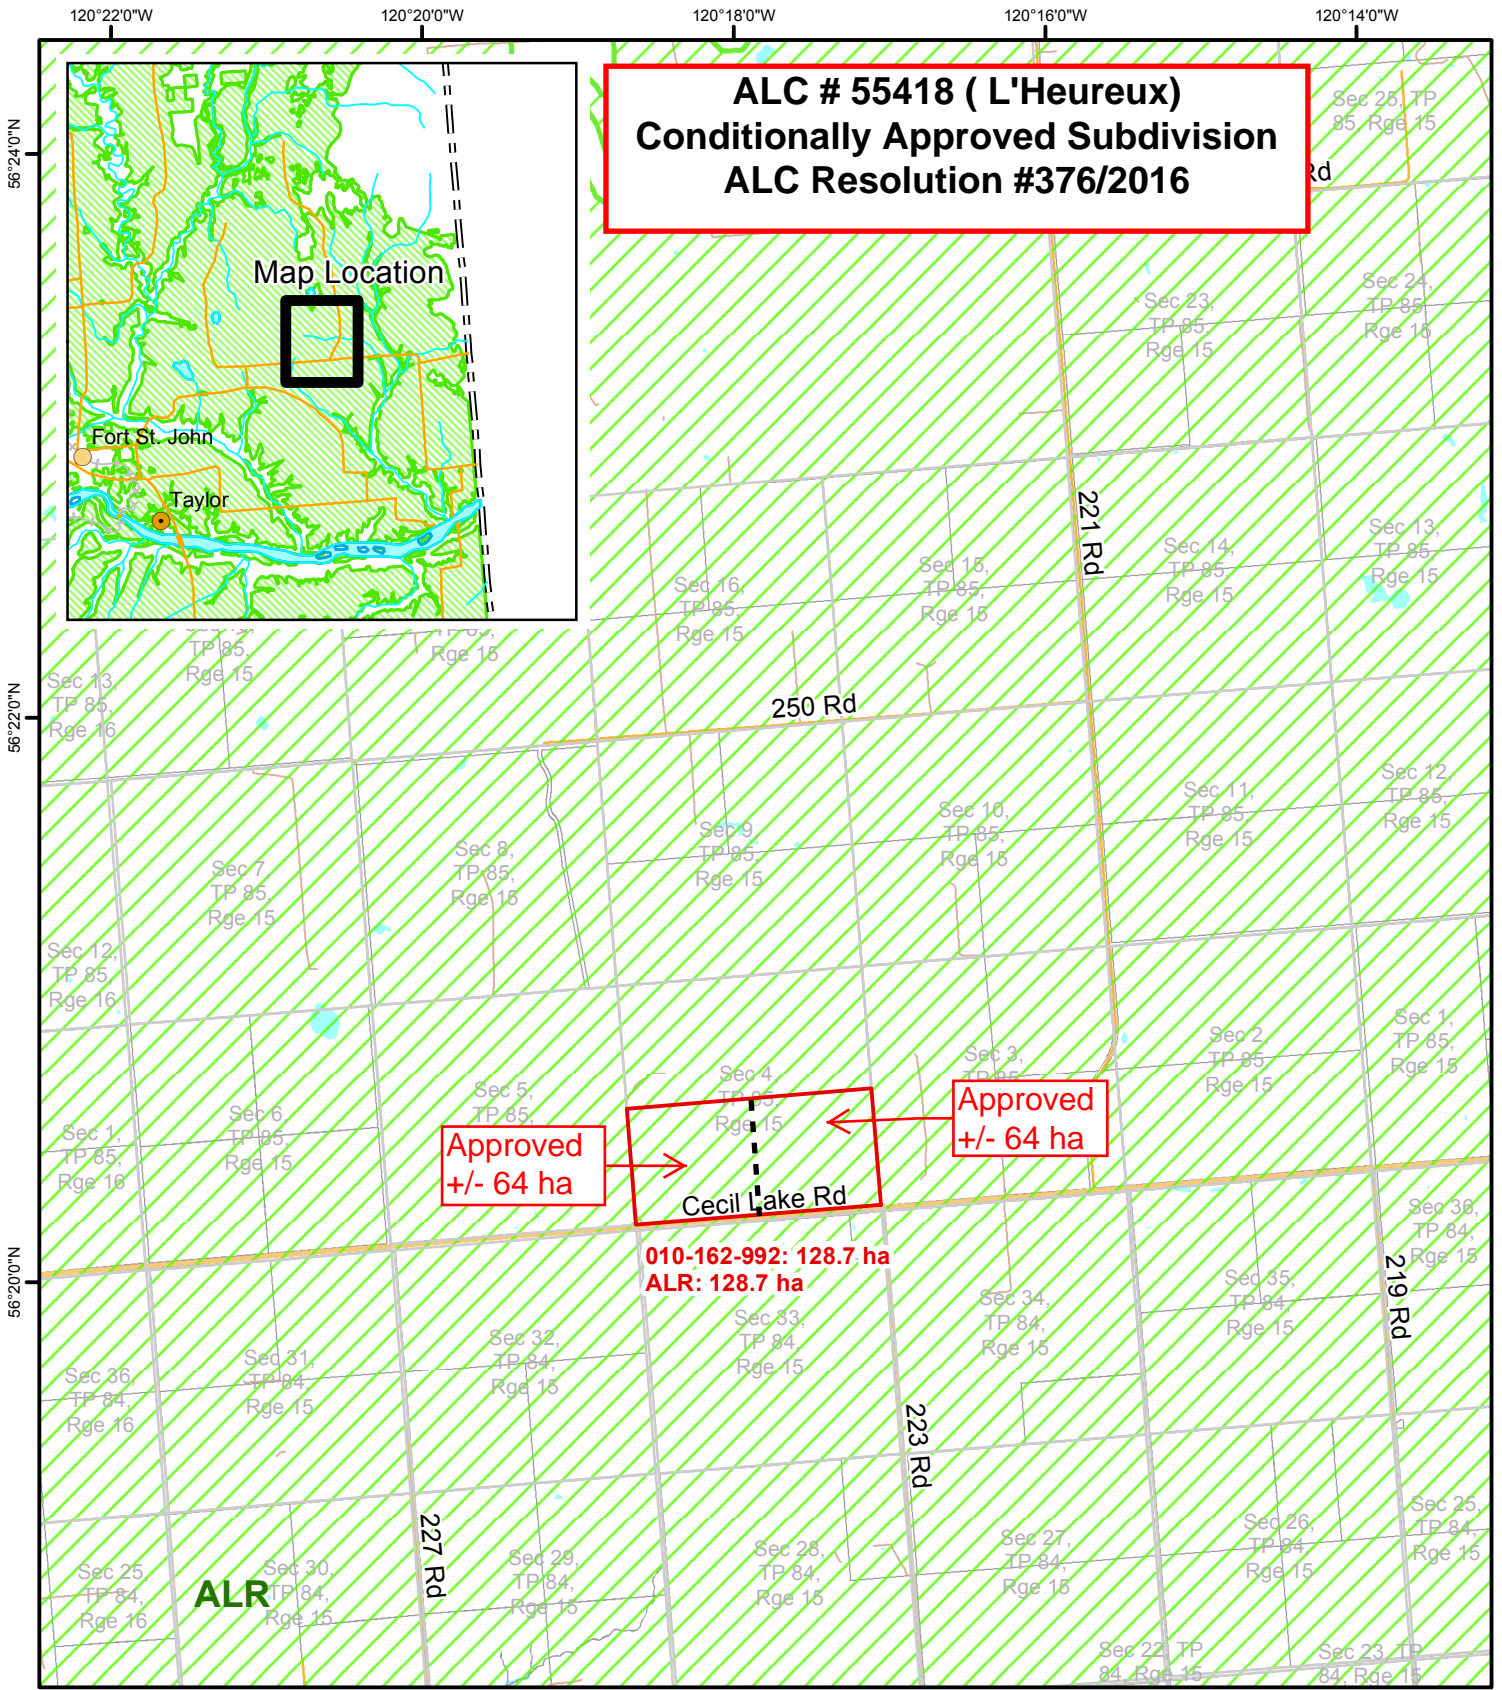 120°22'0"W
120°20'0"W
120°18'0"W
120°16'0"W
120°14'0"W
56°24'0"N
56°22'0"N
56°20'0"N
ALC # 55418 ( L'Heureux)
Conditionally Approved Subdivision
ALC Resolution #376/2016
Map Location
Fort St. John
Taylor
Sec 25, TP
85, Rge 15
Rd
Sec 24,
TP 85,
Rge 15
Sec 23,
TP 85,
Rge 15
221 Rd
Sec 13,
TP 85,
Rge 15
Sec 14,
TP 85,
Rge 15
Sec 15,
TP 85,
Rge 15
Sec 16,
TP 85,
Rge 15
TP 85,
Rge 15
TP 85,
Rge 15
Sec 13,
TP 85,
Rge 16
250 Rd
Sec 12,
TP 85,
Rge 15
Sec 11,
TP 85,
Rge 15
Sec 10,
TP 85,
Rge 15
Sec 9,
TP 85,
Rge 15
Sec 8,
TP 85,
Rge 15
Sec 7
TP 85,
Rge 15
Sec 12,
TP 85,
Rge 16
Sec 1,
TP 85,
Rge 15
Sec 2,
TP 85,
Rge 15
Sec 3,
TP 85,
Sec 4
TP 85,
Rge 15
Sec 5,
TP 85,
Sec 6
TP 85,
Rge 15
Sec 1,
TP 85,
Rge 16
Approved
+/- 64 ha
Approved
+/- 64 ha
Cecil Lake Rd
010-162-992: 128.7 ha
ALR: 128.7 ha
Sec 36,
TP 84,
Rge 15
219 Rd
Sec 35,
TP 84,
Rge 15
Sec 34,
TP 84,
Rge 15
Sec 33,
TP 84,
Rge 15
Sec 32,
TP 84,
Rge 15
Sec 31,
TP 84,
Rge 15
Sec 36,
TP 84,
Rge 16
223 Rd
227 Rd
Sec 25,
TP 84,
Rge 15
Sec 26,
TP 84
Rge 15
Sec 27,
TP 84,
Rge 15
Sec 28,
TP 84,
Rge 15
Sec 29,
TP 84,
Rge 15
Sec 30,
TP 84,
Rge 15
ALR
Sec 25
TP 84,
Rge 16
Sec 22, TP
84, Rge 15
Sec 23, TP
84, Rge 15